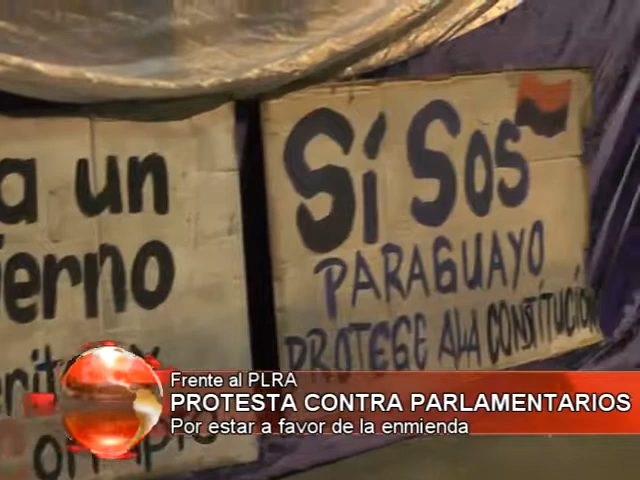 a un
ierno
Sí Sos
PARAGUAYO
PROTEGE A LA CONSTITUCIÓN
Frente al PLRA
PROTESTA CONTRA PARLAMENTARIOS
Por estar a favor de la enmienda